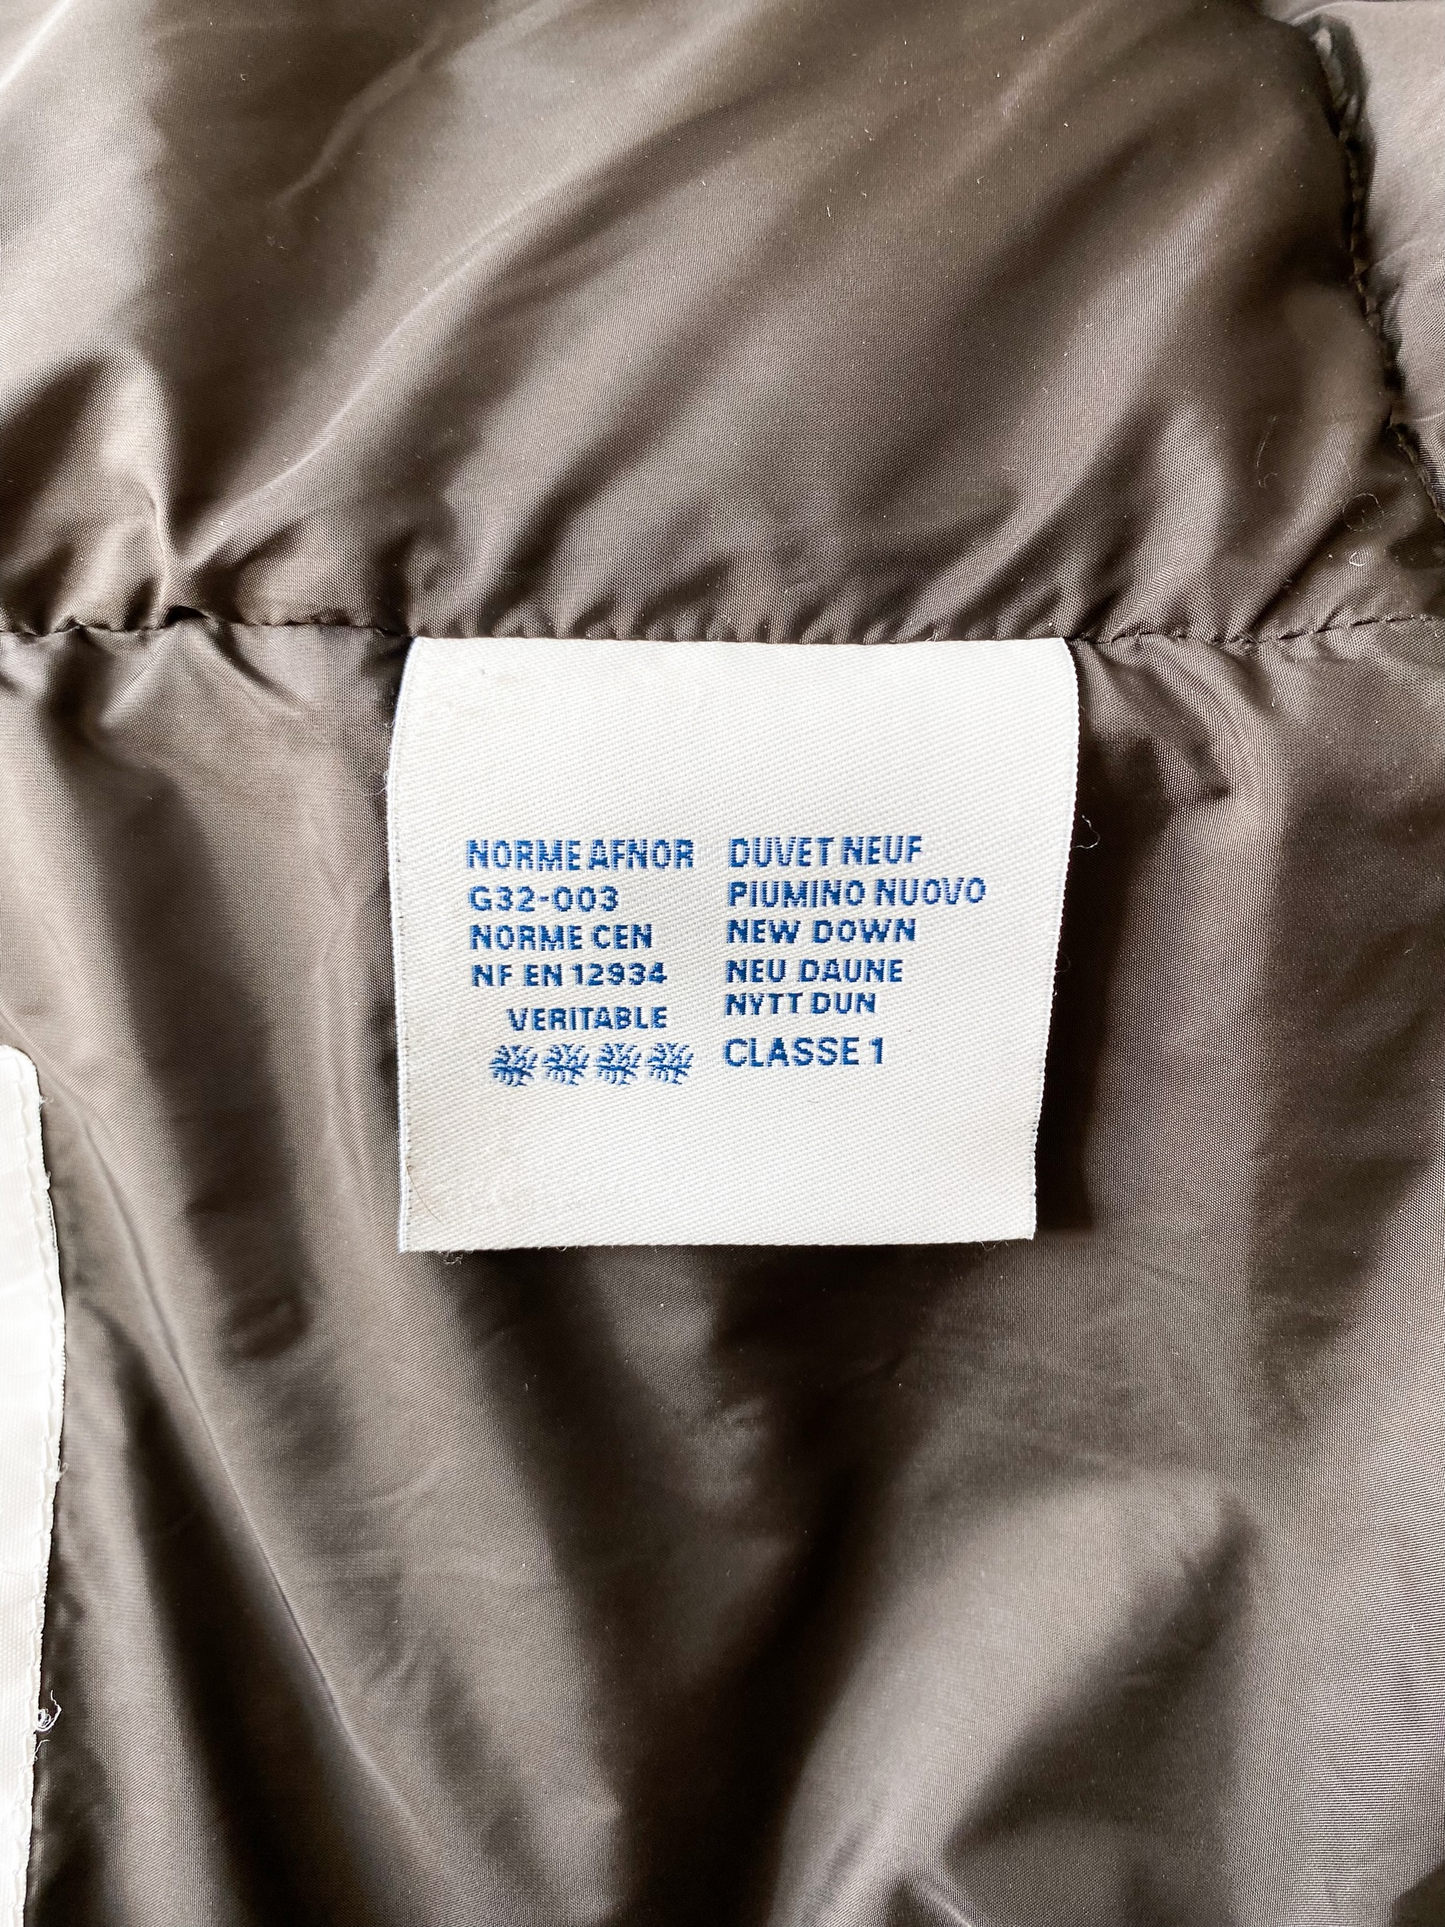 NORME AFNOR
G32-003
NORME CEN
NF EN 12934
VERITABLE
DUVET NEUF
PIUMINO NUOVO
NEW DOWN
NEU DAUNE
NYTT DUN
CLASSE 1